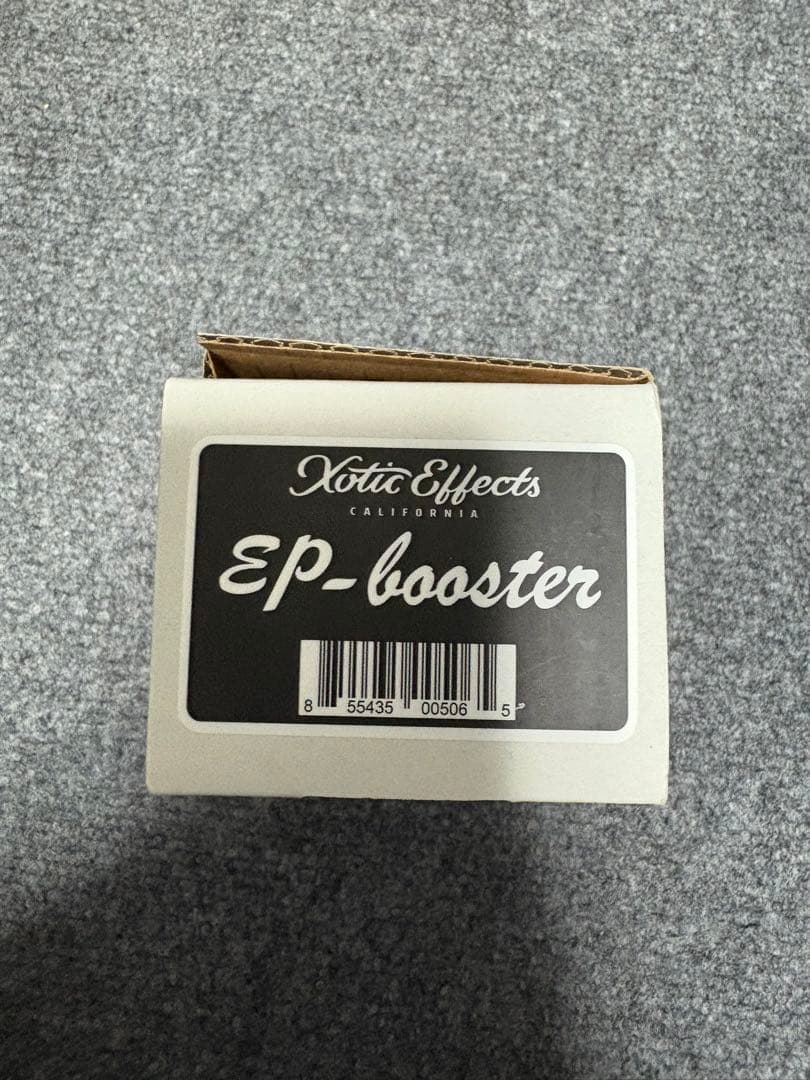 Xotic Effects
CALIFORNIA
EP-booster
8 55435 00506 5